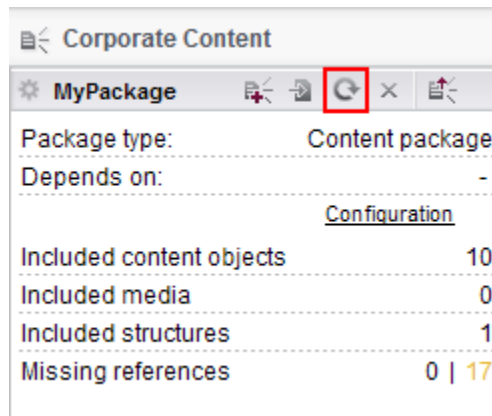 Corporate Content
MyPackage
Package type: Content package
Depends on: -
Configuration
Included content objects 10
Included media 0
Included structures 1
Missing references 0 | 17